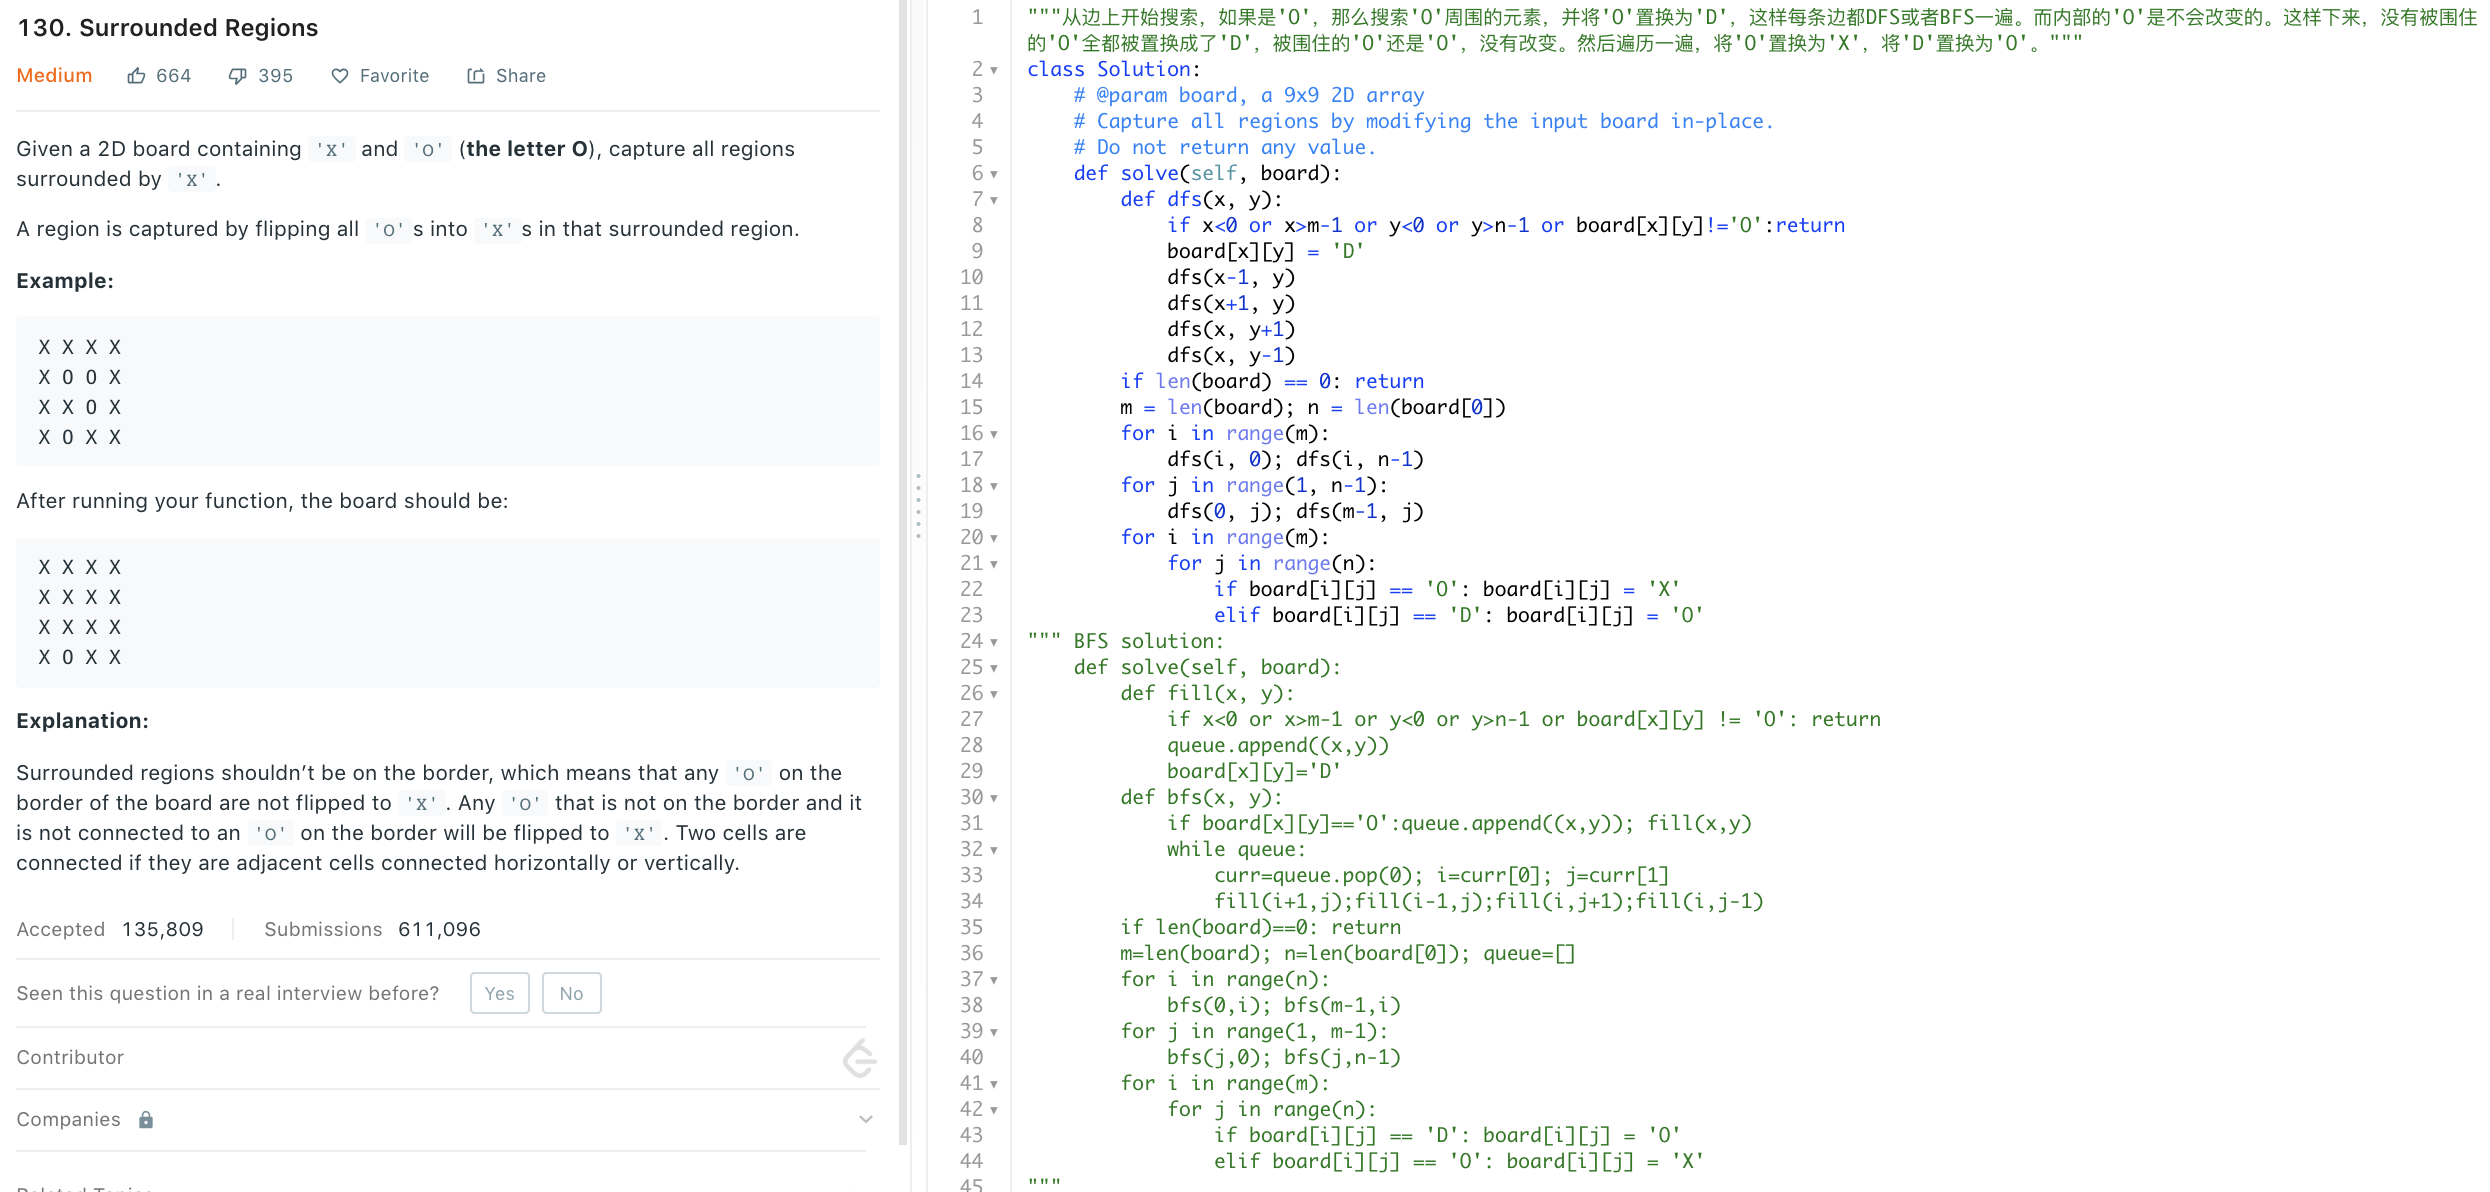 130. Surrounded Regions
Medium 664 395 Favorite Share
Given a 2D board containing 'X' and 'O' (the letter O), capture all regions
surrounded by 'X'.
A region is captured by flipping all 'O's into 'X's in that surrounded region.
Example:
X X X X
X O O X
X X O X
X O X X
After running your function, the board should be:
X X X X
X X X X
X X X X
X O X X
Explanation:
Surrounded regions shouldn’t be on the border, which means that any 'O' on the
border of the board are not flipped to 'X'. Any 'O' that is not on the border and it
is not connected to an 'O' on the border will be flipped to 'X'. Two cells are
connected if they are adjacent cells connected horizontally or vertically.
Accepted 135,809 Submissions 611,096
Seen this question in a real interview before? Yes No
Contributor
Companies
Related Topics
1 """从边上开始搜索，如果是'O'，那么搜索'O'周围的元素，并将'O'置换为'D'，这样每条边都DFS或者BFS一遍。而内部的'O'是不会改变的。这样下来，没有被围住
的'O'全都被置换成了'D'，被围住的'O'还是'O'，没有改变。然后遍历一遍，将'O'置换为'X'，将'D'置换为'O'。"""
2 class Solution:
3     # @param board, a 9x9 2D array
4     # Capture all regions by modifying the input board in-place.
5     # Do not return any value.
6     def solve(self, board):
7         def dfs(x, y):
8             if x<0 or x>m-1 or y<0 or y>n-1 or board[x][y]!='O':return
9             board[x][y] = 'D'
10             dfs(x-1, y)
11             dfs(x+1, y)
12             dfs(x, y+1)
13             dfs(x, y-1)
14         if len(board) == 0: return
15         m = len(board); n = len(board[0])
16         for i in range(m):
17             dfs(i, 0); dfs(i, n-1)
18         for j in range(1, n-1):
19             dfs(0, j); dfs(m-1, j)
20         for i in range(m):
21             for j in range(n):
22                 if board[i][j] == 'O': board[i][j] = 'X'
23                 elif board[i][j] == 'D': board[i][j] = 'O'
24 """ BFS solution:
25     def solve(self, board):
26         def fill(x, y):
27             if x<0 or x>m-1 or y<0 or y>n-1 or board[x][y] != 'O': return
28             queue.append((x,y))
29             board[x][y]='D'
30         def bfs(x, y):
31             if board[x][y]=='O':queue.append((x,y)); fill(x,y)
32             while queue:
33                 curr=queue.pop(0); i=curr[0]; j=curr[1]
34                 fill(i+1,j);fill(i-1,j);fill(i,j+1);fill(i,j-1)
35         if len(board)==0: return
36         m=len(board); n=len(board[0]); queue=[]
37         for i in range(n):
38             bfs(0,i); bfs(m-1,i)
39         for j in range(1, m-1):
40             bfs(j,0); bfs(j,n-1)
41         for i in range(m):
42             for j in range(n):
43                 if board[i][j] == 'D': board[i][j] = 'O'
44                 elif board[i][j] == 'O': board[i][j] = 'X'
45 """